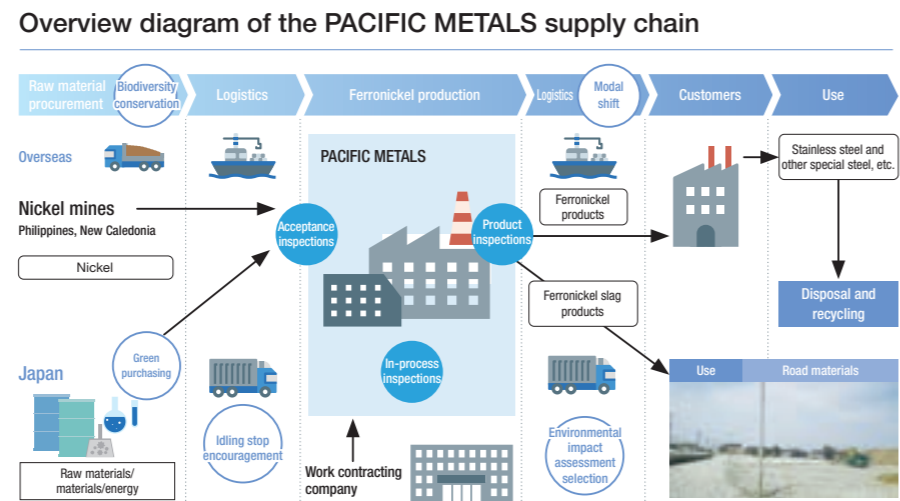 Overview diagram of the PACIFIC METALS supply chain
Raw material
procurement
Biodiversity
conservation
Logistics
Ferronickel production
Logistics
Modal
shift
Customers
Use
Overseas
Nickel mines
Philippines, New Caledonia
Nickel
PACIFIC METALS
Acceptance
inspections
Product
inspections
In-process
inspections
Ferronickel
products
Ferronickel slag
products
Stainless steel and
other special steel, etc.
Disposal and
recycling
Green
purchasing
Japan
Raw materials/
materials/energy
Idling stop
encouragement
Work contracting
company
Environmental
impact
assessment
selection
Use
Road materials